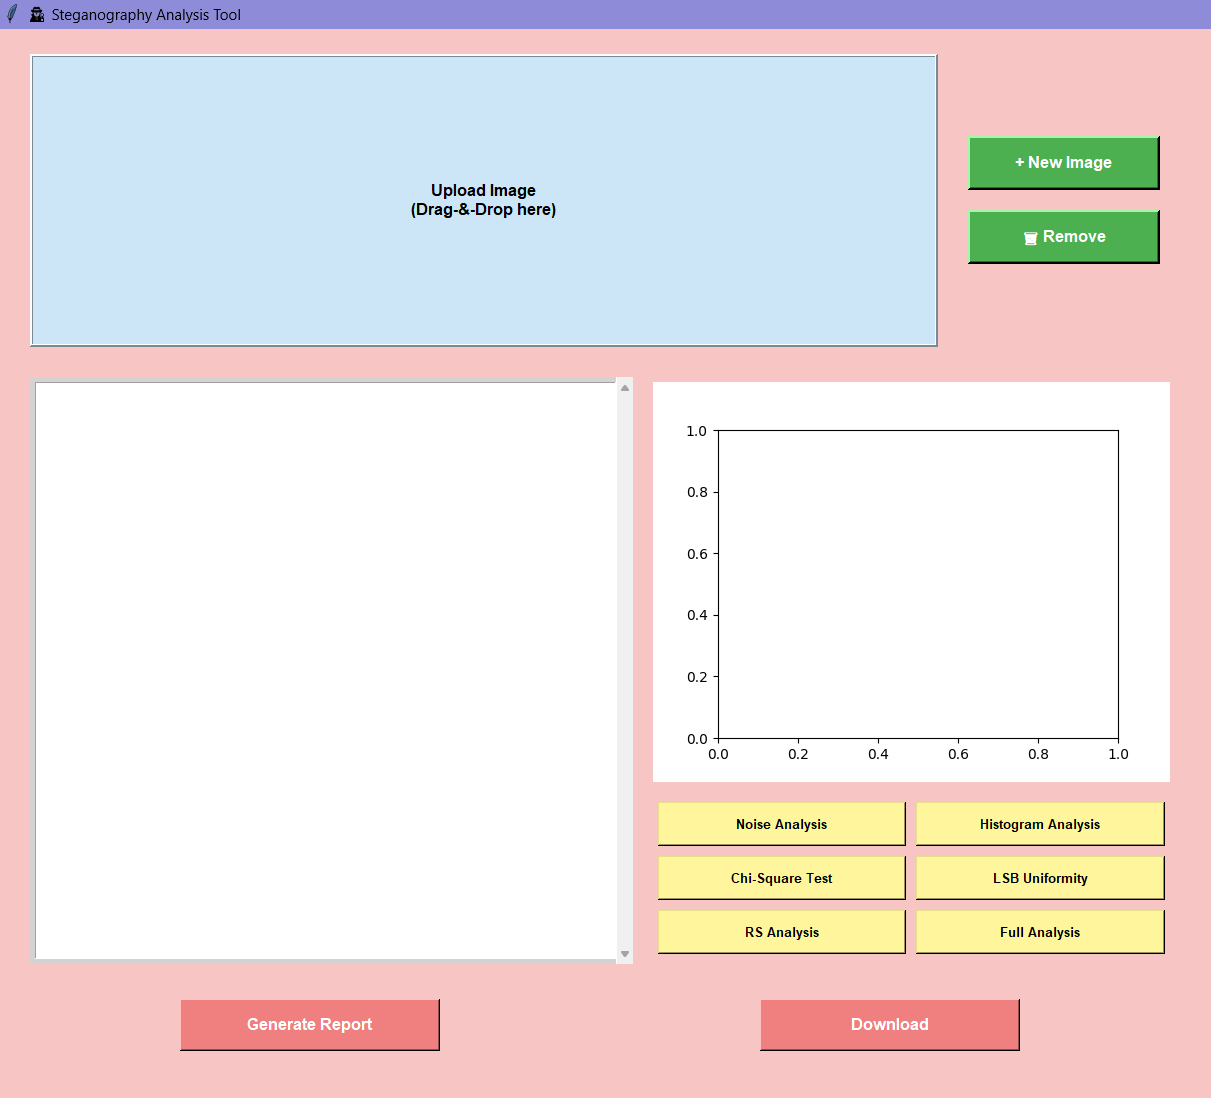 Steganography Analysis Tool
Upload Image
(Drag-&-Drop here)
+ New Image
Remove
1.0
0.8
0.6
0.4
0.2
0.0
0.0 0.2 0.4 0.6 0.8 1.0
Noise Analysis Histogram Analysis
Chi-Square Test LSB Uniformity
RS Analysis Full Analysis
Generate Report Download